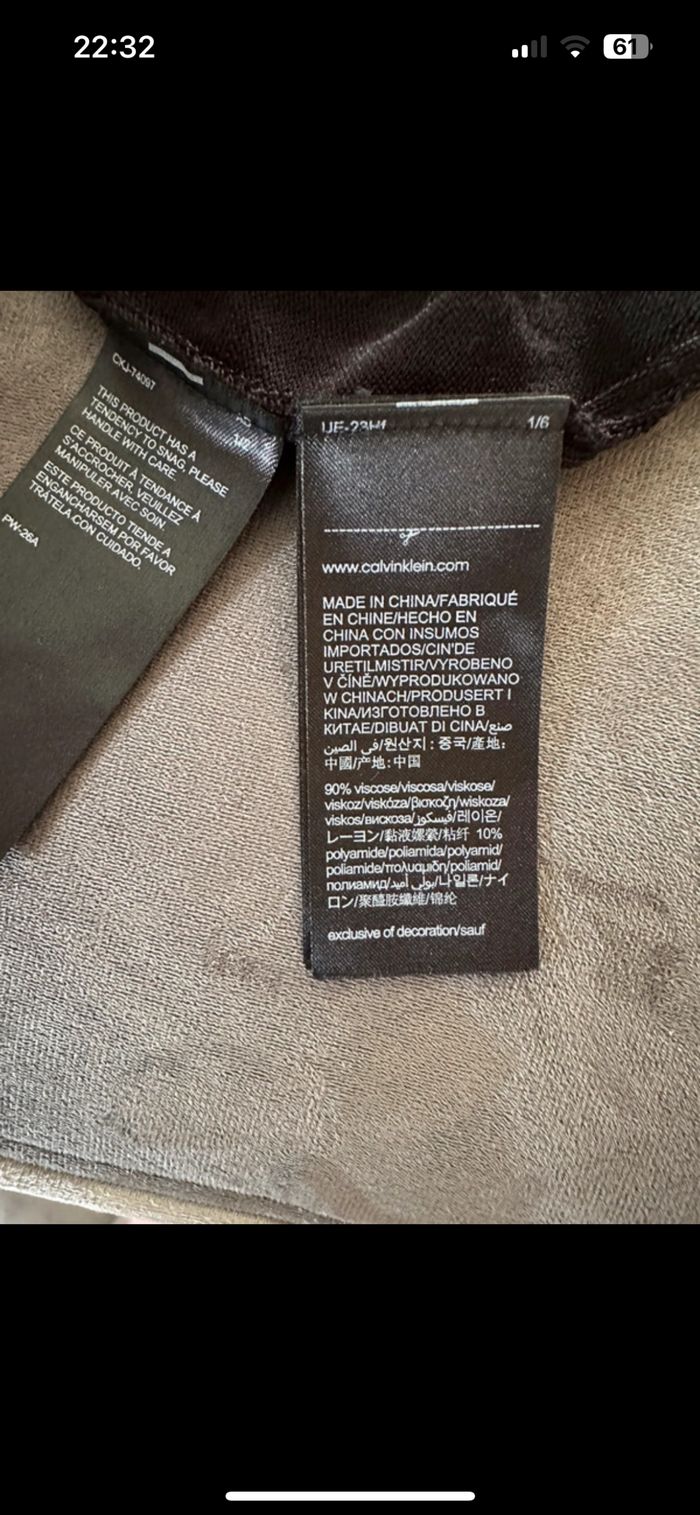 22:32
61
CKJ-74097
THIS PRODUCT HAS A
TENDENCY TO SNAG. PLEASE
HANDLE WITH CARE.
CE PRODUIT À TENDANCE À
S'ACCROCHER, VEUILLEZ
MANIPULER AVEC SOIN.
ESTE PRODUCTO TIENDE A
ENGANCHARSEM POR FAVOR
TRÁTELA CON CUIDADO.
PW-26A
1/6
www.calvinklein.com
MADE IN CHINA/FABRIQUÉ
EN CHINE/HECHO EN
CHINA CON INSUMOS
IMPORTADOS/CIN'DE
URETILMISTIR/VYROBENO
V ČÍNĚ/WYPRODUKOWANO
W CHINACH/PRODUSERT I
KINA/ИЗГОТОВЛЕНО В
КИТАЕ/DIBUAT DI CINA/صنع
في الصين/원산지 : 중국/產地:
中國/产地:中国
90% viscose/viscosa/viskose/
viskoz/viskóza/βισκοζη/wiskoza/
viskos/вискоза/فيسكوز/레이온/
レーヨン/黏液嫘縈/粘纤 10%
polyamide/poliamida/polyamid/
poliamide/πολυαμιδη/poliamid/
полиамид/بولي أميد/나일론/ナイ
ロン/聚醯胺纖維/锦纶
exclusive of decoration/sauf